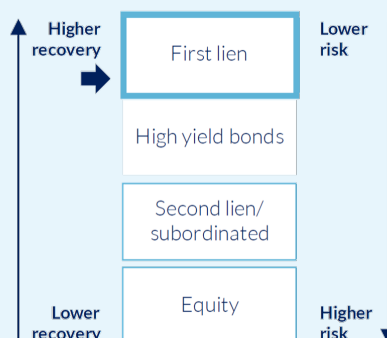 Higher
recovery
First lien
Lower
risk
High yield bonds
Second lien/
subordinated
Equity
Lower
recovery
Higher
risk